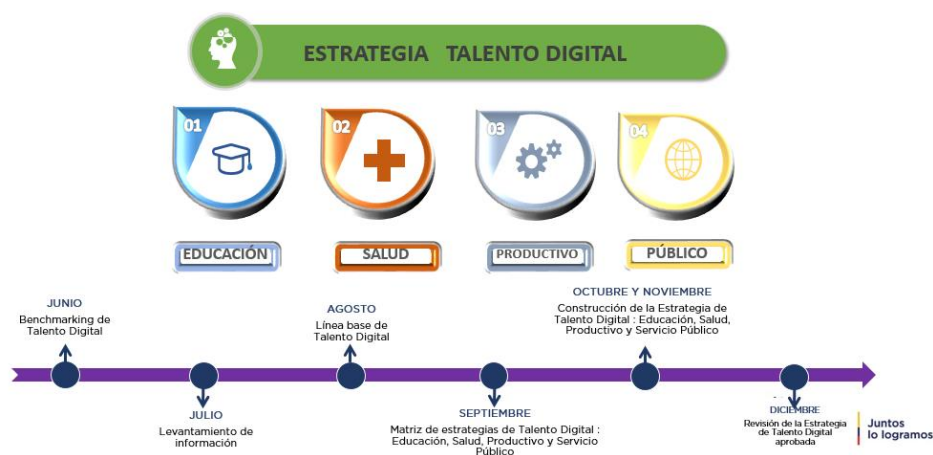 ESTRATEGIA TALENTO DIGITAL
01
02
03
04
EDUCACIÓN
SALUD
PRODUCTIVO
PÚBLICO
JUNIO
Benchmarking de
Talento Digital
JULIO
Levantamiento de
información
AGOSTO
Línea base de
Talento Digital
SEPTIEMBRE
Matriz de estrategias de Talento Digital :
Educación, Salud, Productivo y Servicio
Público
OCTUBRE Y NOVIEMBRE
Construcción de la Estrategia de
Talento Digital : Educación, Salud,
Productivo y Servicio Público
DICIEMBRE
Revisión de la Estrategia
de Talento Digital
aprobada
Juntos
lo logramos